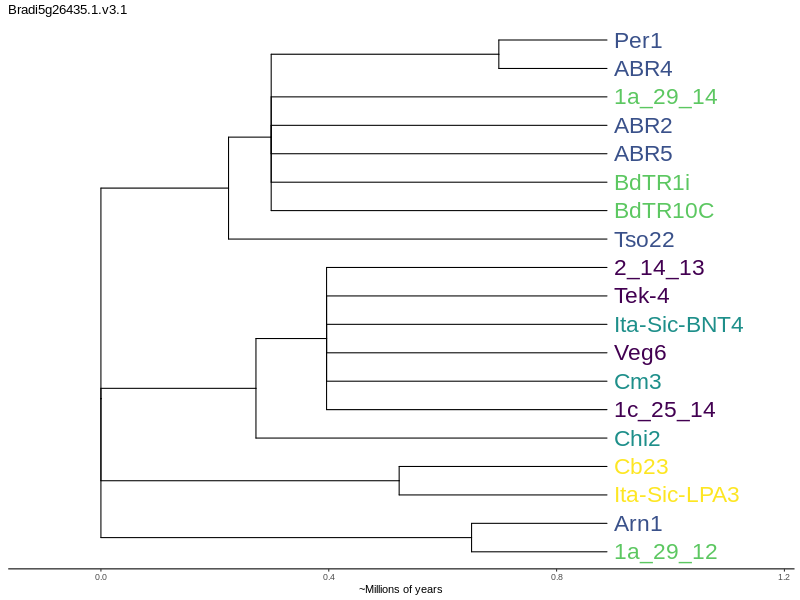 Bradi5g26435.1.v3.1
Per1
ABR4
1a_29_14
ABR2
ABR5
BdTR1i
BdTR10C
Tso22
2_14_13
Tek-4
Ita-Sic-BNT4
Veg6
Cm3
1c_25_14
Chi2
Cb23
Ita-Sic-LPA3
Arn1
1a_29_12
0.0 0.4 0.8 1.2
~Millions of years